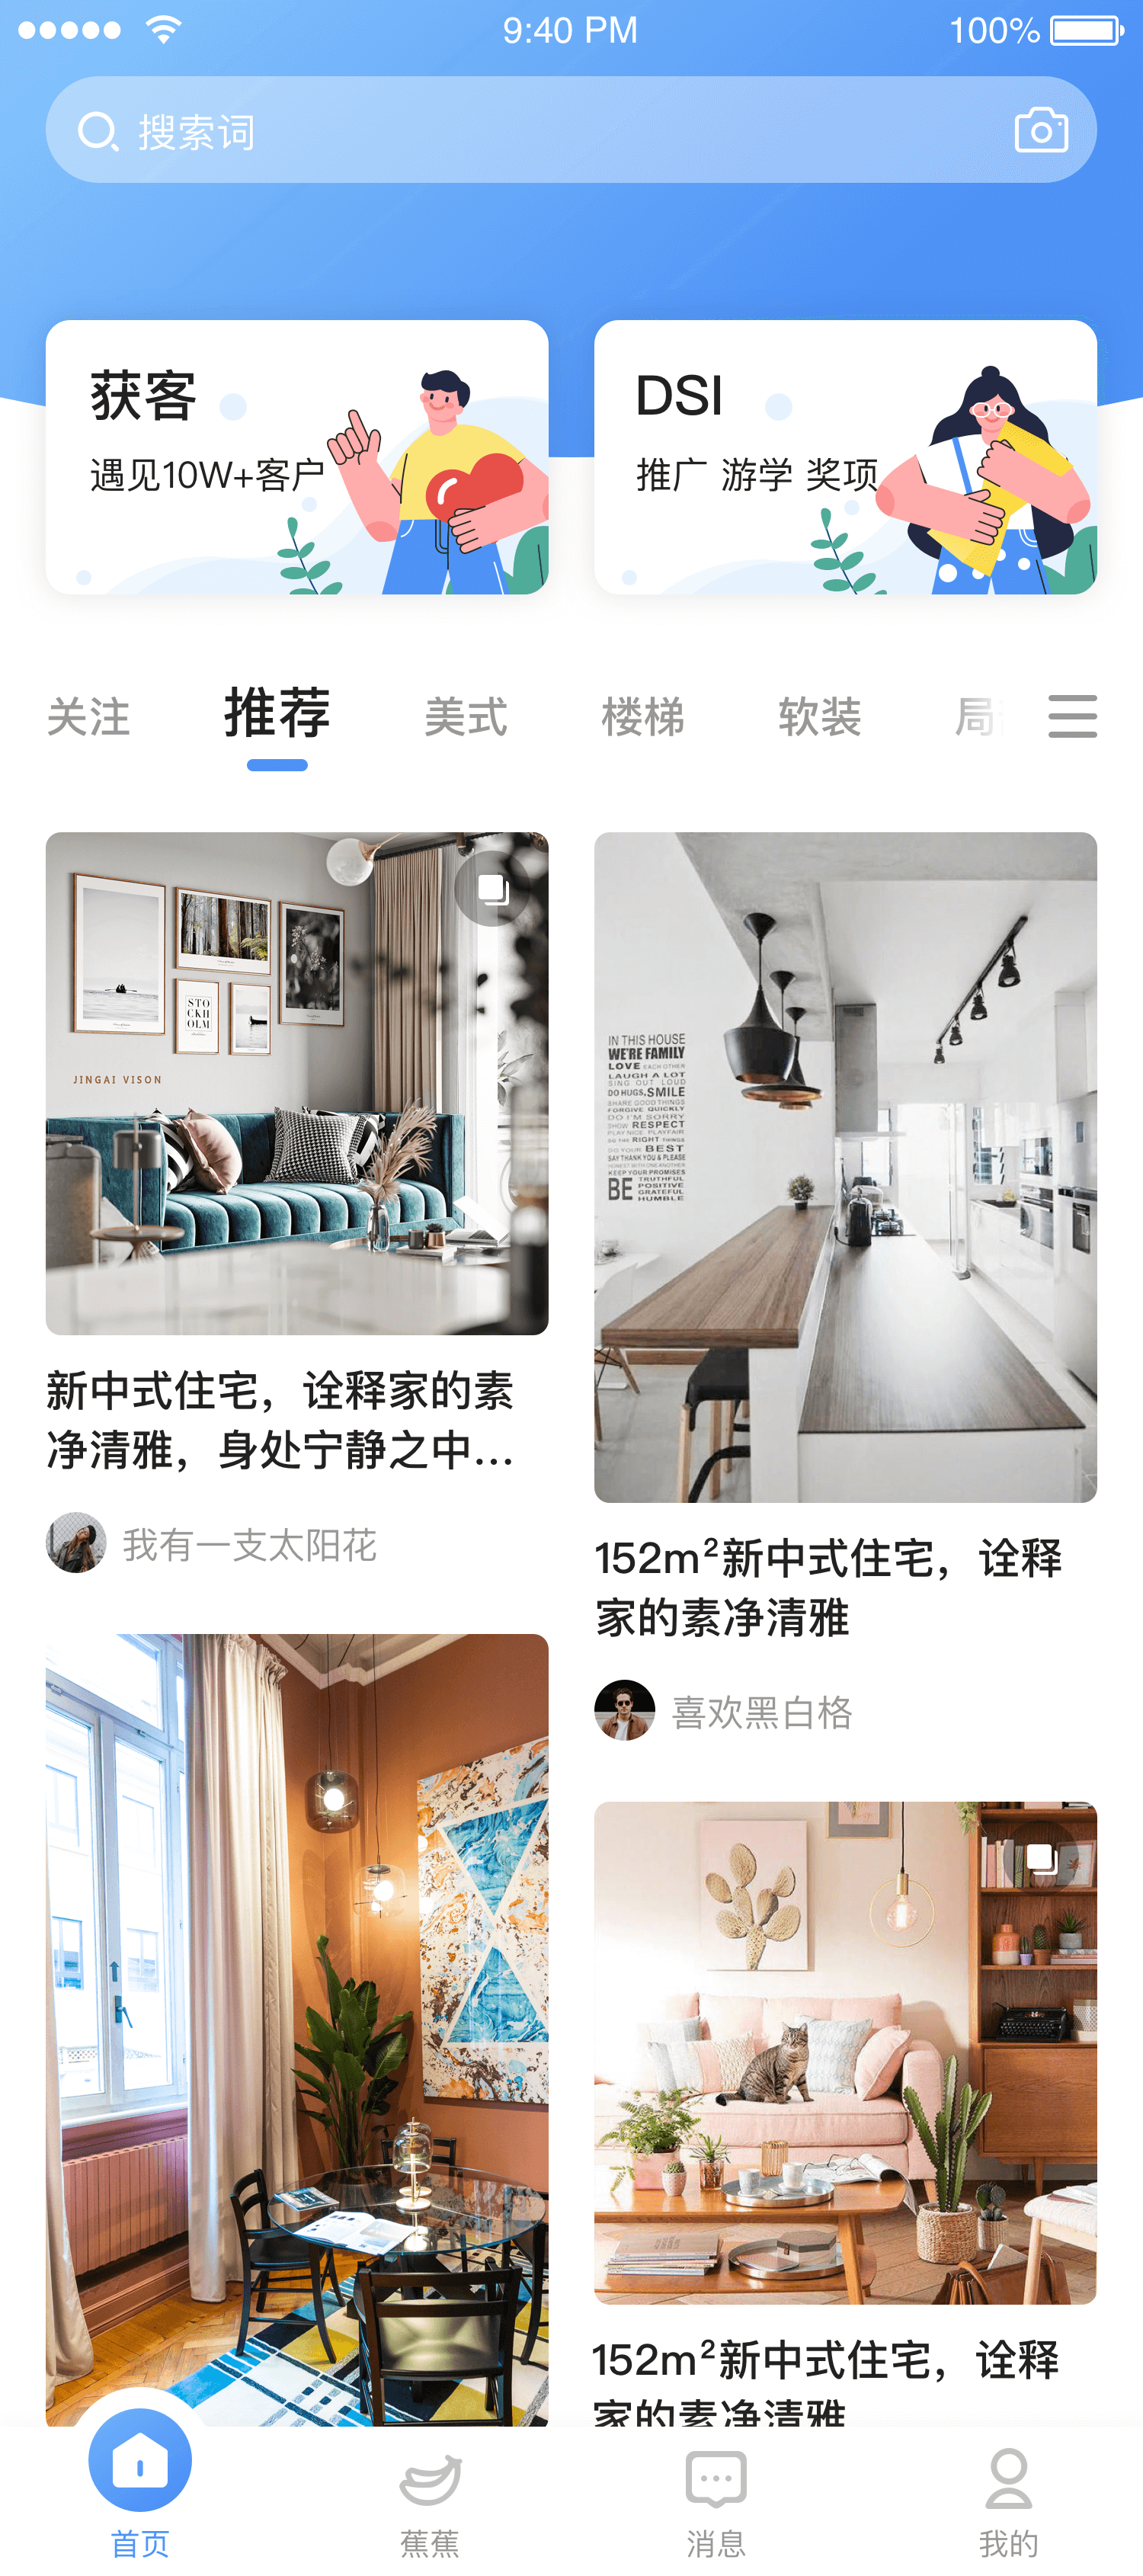 9:40 PM
100%
搜索词
获客
遇见10W+客户
DSI
推广 游学 奖项
关注
推荐
美式
楼梯
软装
局
STO
CKH
OLM
JINGAI VISON
新中式住宅，诠释家的素
净清雅，身处宁静之中...
我有一支太阳花
IN THIS HOUSE
WE'RE FAMILY
LOVE EACH OTHER
LAUGH A LOT
SING OUT LOUD
DO HUGS, SMILE
SHARE GOOD THINGS
FORGIVE QUICKLY
DO I'M SORRY
SHOW RESPECT
PLAY NICE, PLAYFAIR
DO THE RIGHT THINGS
DIS YOUR BEST
SAY THANK YOU & PLEASE
KEEP YOUR PROMISES
BE TRUTHFUL
POSITIVE
GRATEFUL
HUMBLE
152m²新中式住宅，诠释
家的素净清雅
喜欢黑白格
152m²新中式住宅，诠释
家的素净清雅
首页
蕉蕉
消息
我的